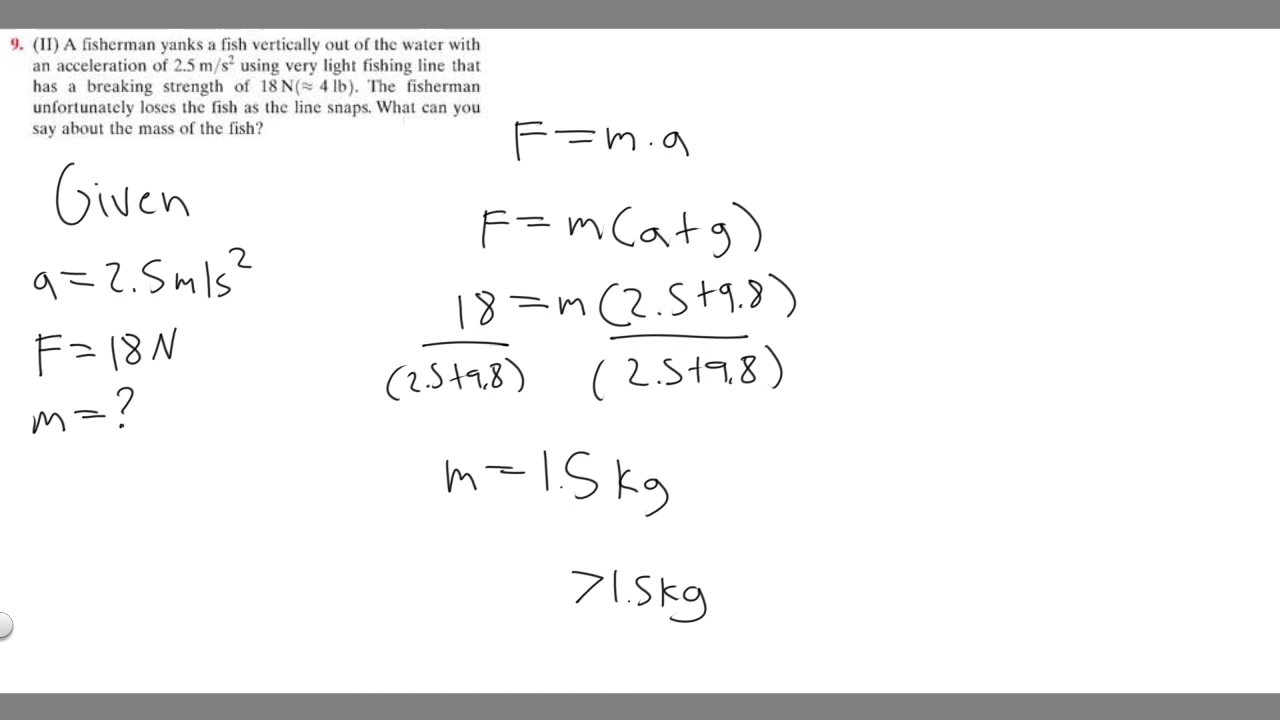 9. (II) A fisherman yanks a fish vertically out of the water with
an acceleration of 2.5 m/s² using very light fishing line that
has a breaking strength of 18 N(≈ 4 lb). The fisherman
unfortunately loses the fish as the line snaps. What can you
say about the mass of the fish?
Given
a=2.5m/s²
F=18N
m=?
F=m.a
F=m(a+g)
18=m(2.5+9.8)
(2.5+9.8) (2.5+9.8)
m=1.5kg
>1.5kg